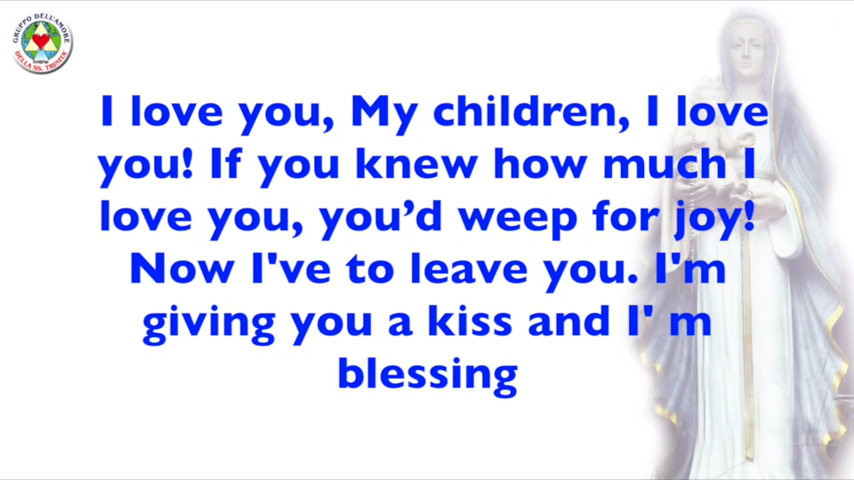 GRUPPO DELL'AMORE
DELLA SS. TRINITA'
I love you, My children, I love
you! If you knew how much I
love you, you’d weep for joy!
Now I've to leave you. I'm
giving you a kiss and I' m
blessing